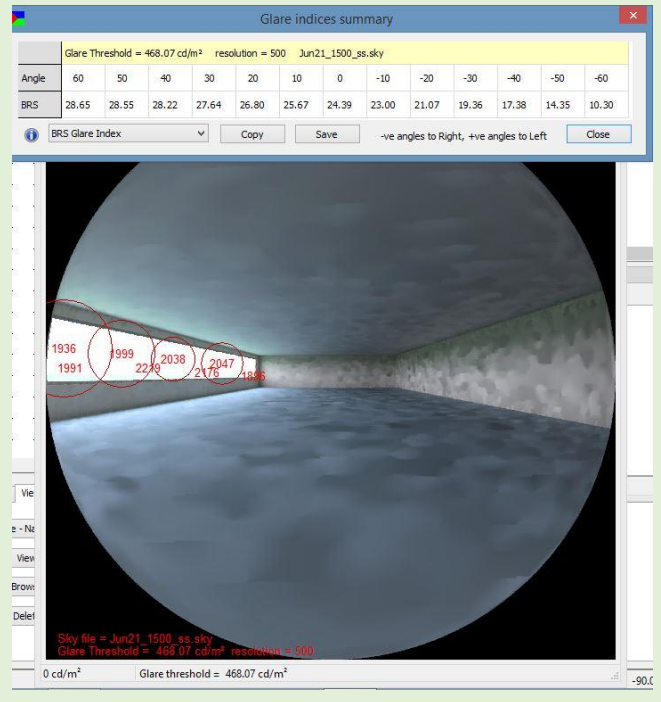 Glare indices summary
Glare Threshold = 468.07 cd/m² resolution = 500 Jun21_1500_ss.sky
Angle 60 50 40 30 20 10 0 -10 -20 -30 -40 -50 -60
BRS 28.65 28.55 28.22 27.64 26.80 25.67 24.39 23.00 21.07 19.36 17.38 14.35 10.30
BRS Glare Index Copy Save -ve angles to Right, +ve angles to Left Close
1936 1999 2038 2047
1991 2176
Vie
View
Brow
Delet
Sky file = Jun21_1500_ss.sky
Glare Threshold = 468.07 cd/m² resolution = 500
0 cd/m² Glare threshold = 468.07 cd/m²
-90.0